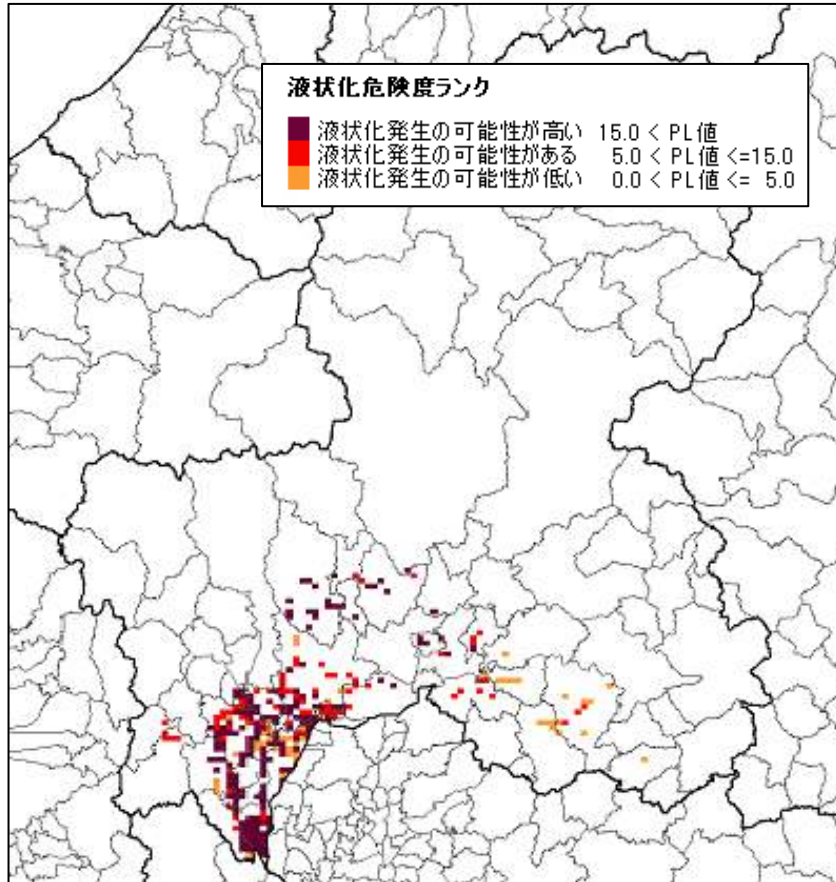 液状化危険度ランク
液状化発生の可能性が高い 15.0 < PL値
液状化発生の可能性がある 5.0 < PL値 <=15.0
液状化発生の可能性が低い 0.0 < PL値 <= 5.0